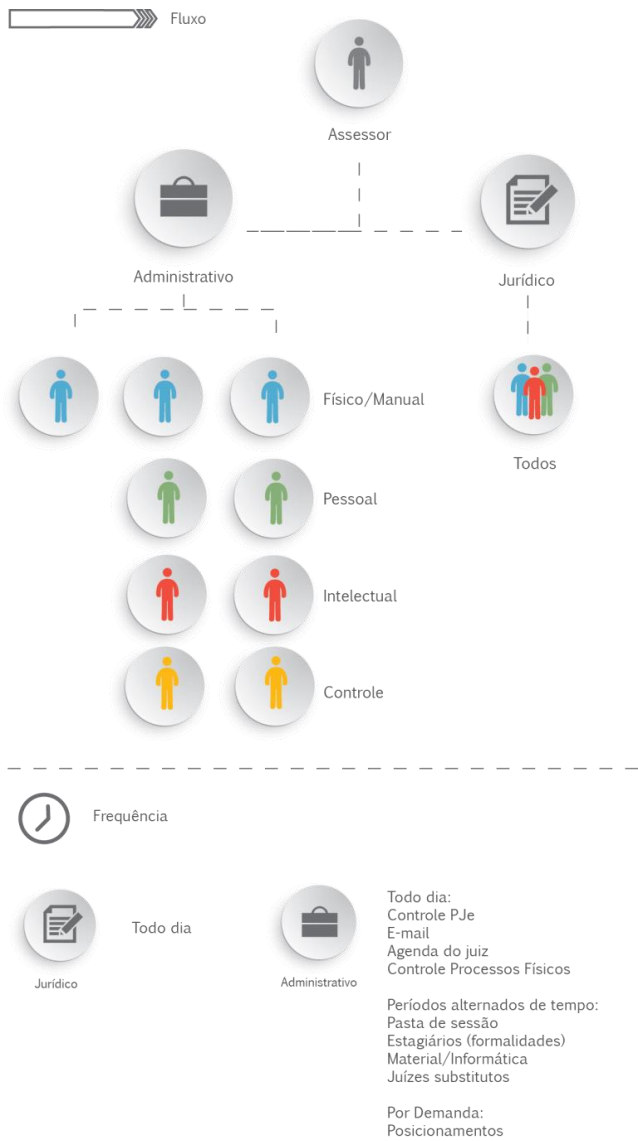 Fluxo
Assessor
Administrativo
Jurídico
Físico/Manual
Todos
Pessoal
Intelectual
Controle
Frequência
Todo dia
Jurídico
Administrativo
Todo dia:
Controle PJe
E-mail
Agenda do juiz
Controle Processos Físicos
Períodos alternados de tempo:
Pasta de sessão
Estagiários (formalidades)
Material/Informática
Juízes substitutos
Por Demanda:
Posicionamentos